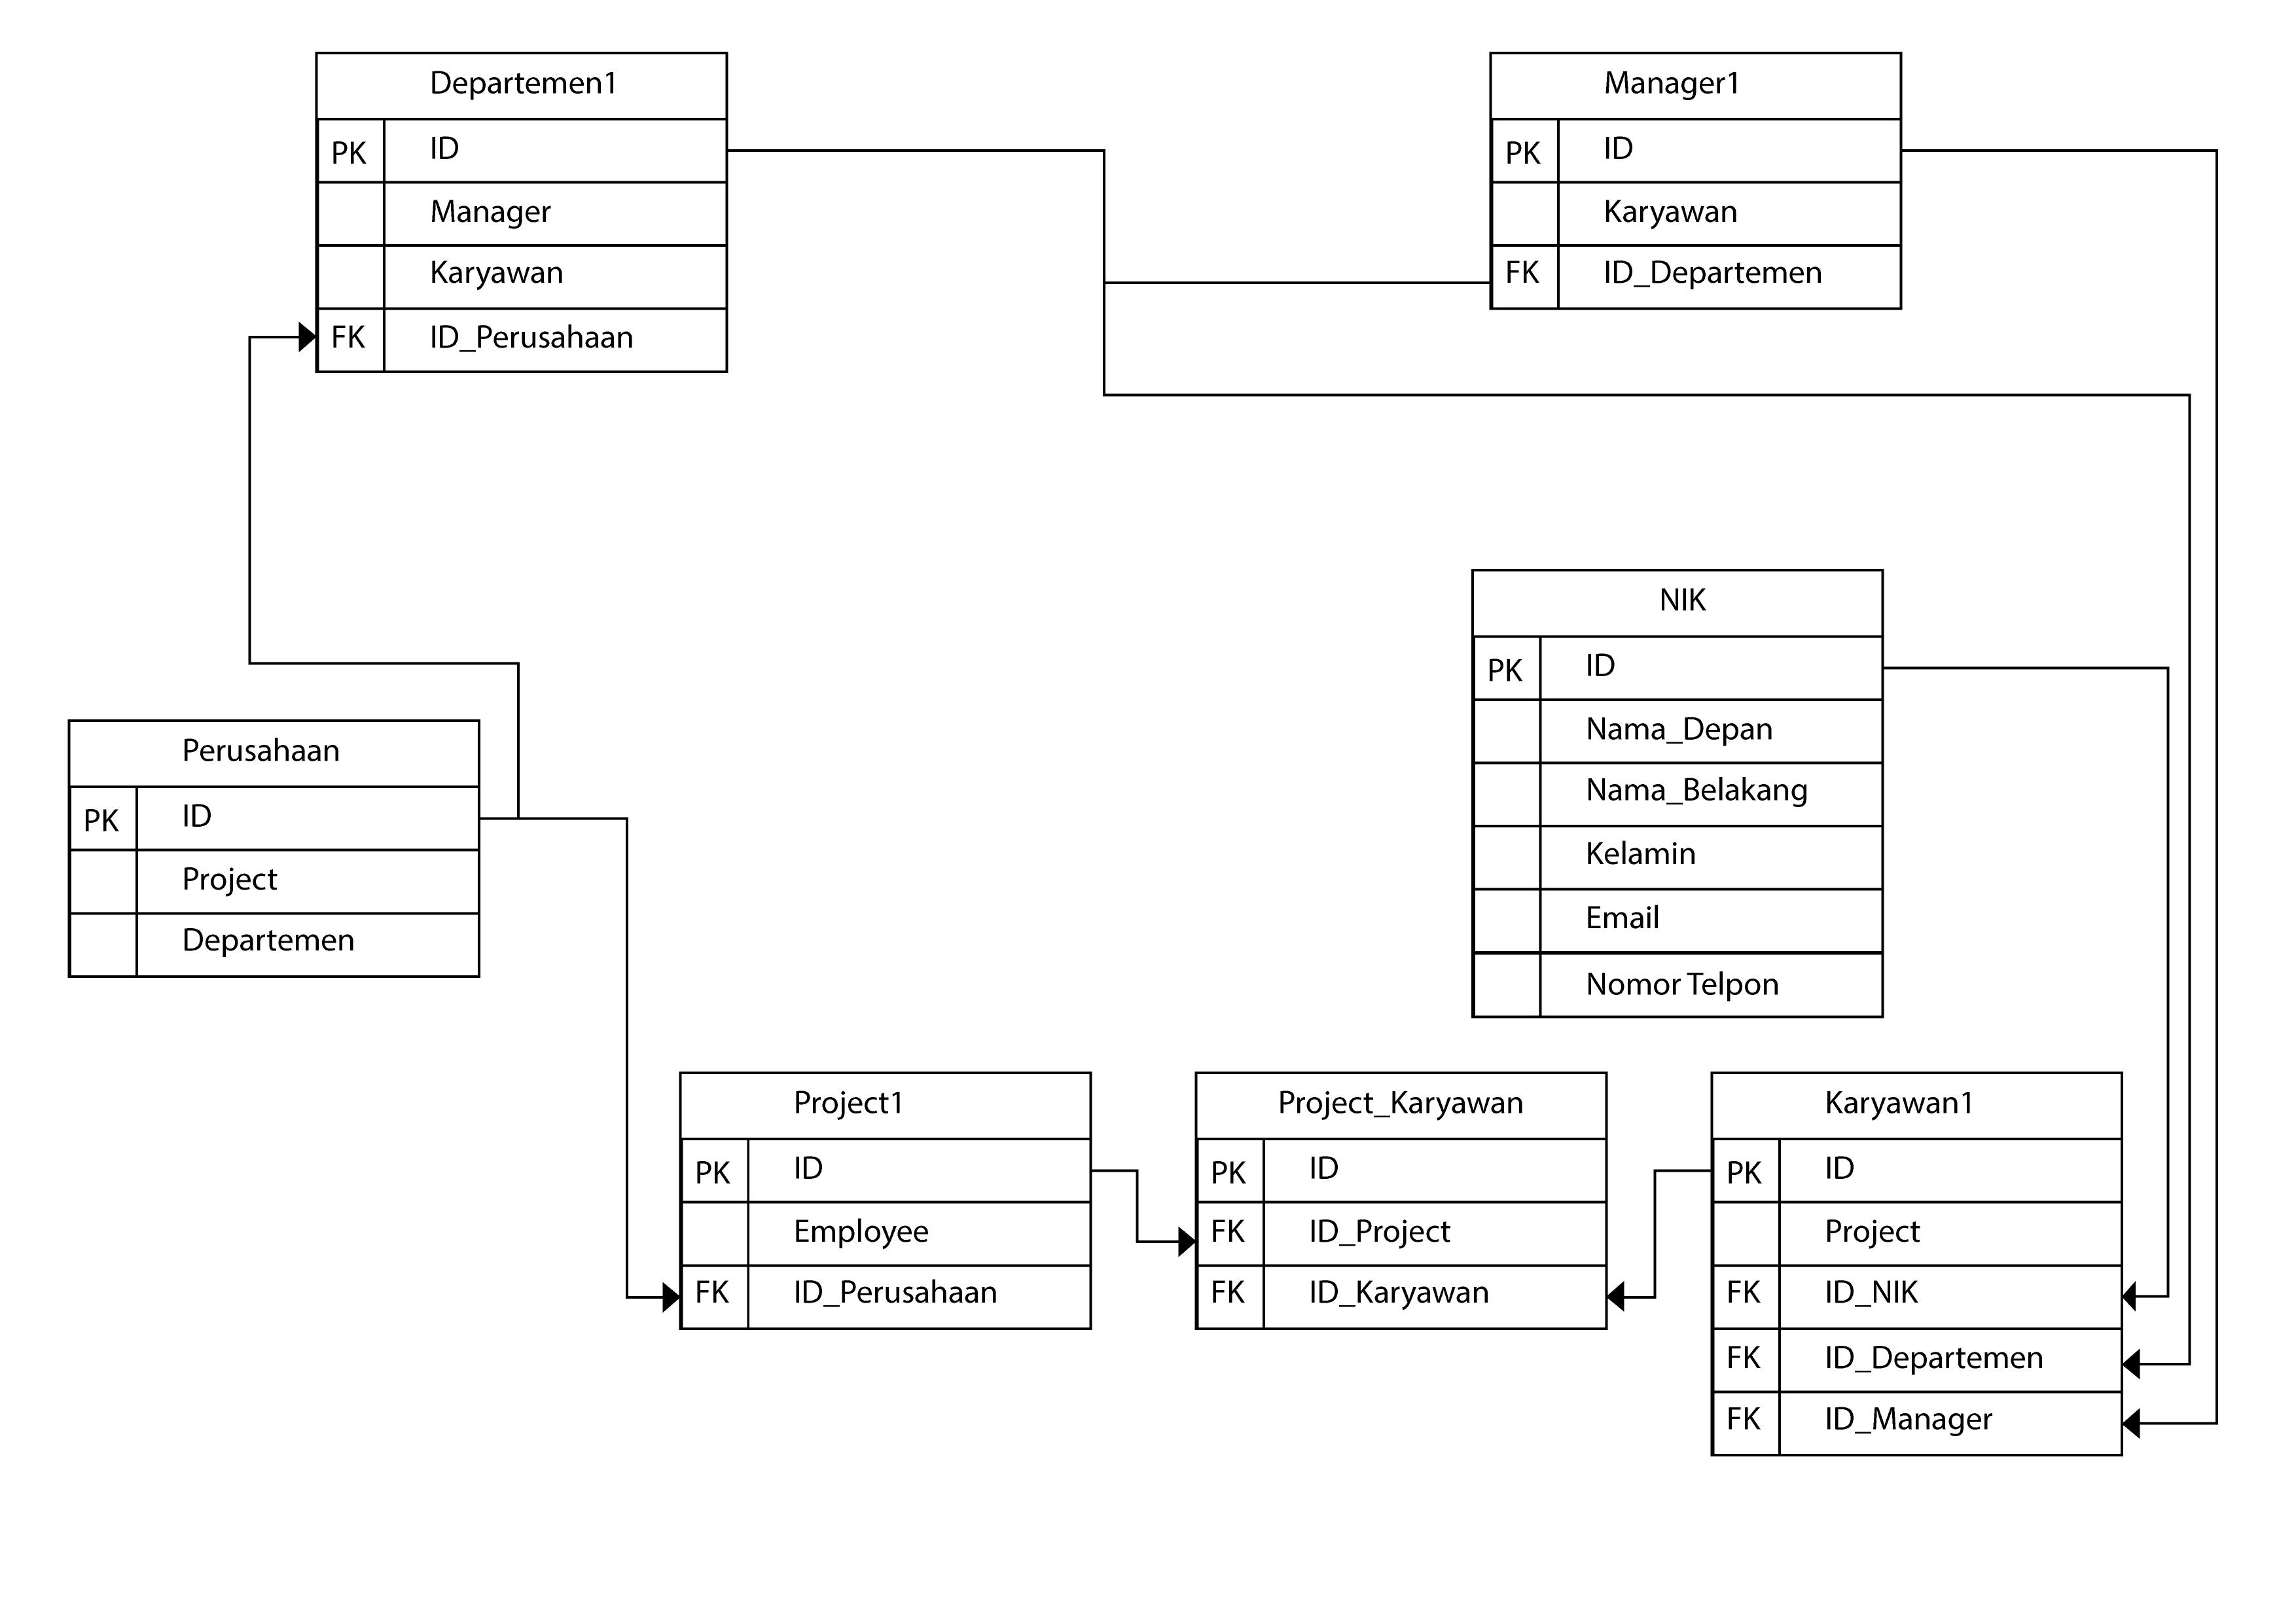 Departemen1
PK ID
Manager
Karyawan
FK ID_Perusahaan
Manager1
PK ID
Karyawan
FK ID_Departemen
NIK
PK ID
Nama_Depan
Nama_Belakang
Kelamin
Email
Nomor Telpon
Perusahaan
PK ID
Project
Departemen
Project1
PK ID
Employee
FK ID_Perusahaan
Project_Karyawan
PK ID
FK ID_Project
FK ID_Karyawan
Karyawan1
PK ID
Project
FK ID_NIK
FK ID_Departemen
FK ID_Manager